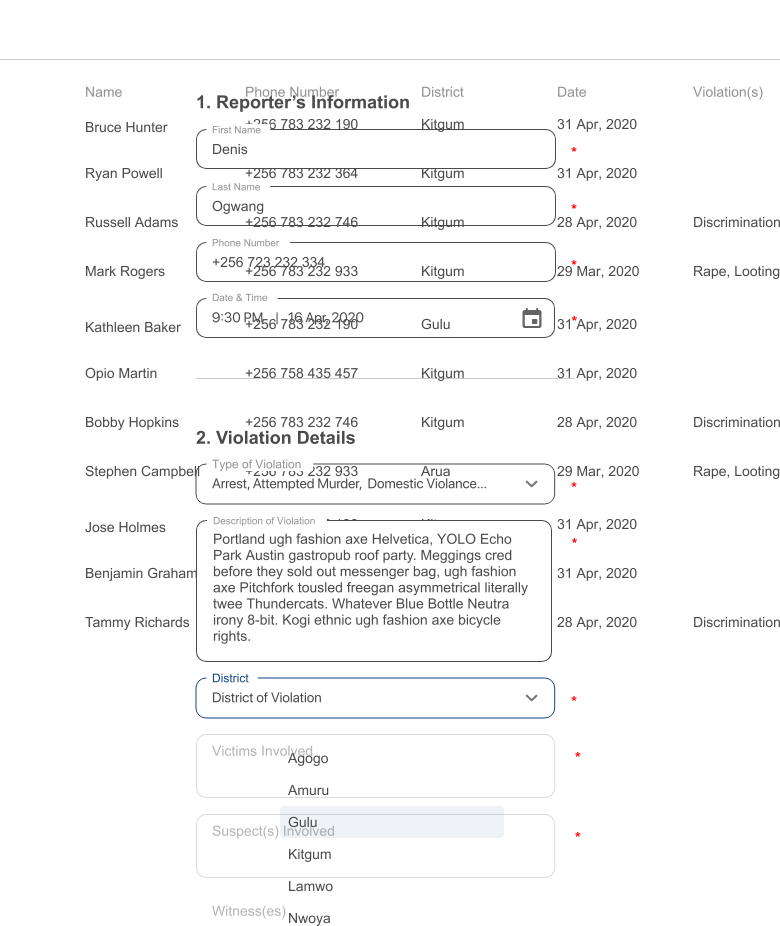 Name Phone Number District Date Violation(s)
1. Reporter's Information
Bruce Hunter +256 783 232 190 Kitgum 31 Apr, 2020
First Name
Denis
*
Ryan Powell +256 783 232 364 Kitgum 31 Apr, 2020
Last Name
Ogwang
*
Russell Adams +256 783 232 746 Kitgum 28 Apr, 2020 Discrimination
Phone Number
+256 723 232 334
*
Mark Rogers +256 783 232 933 Kitgum 29 Mar, 2020 Rape, Looting
Date & Time
9:30 PM | 16 Apr, 2020
*
Kathleen Baker +256 783 232 190 Gulu 31 Apr, 2020
Opio Martin +256 758 435 457 Kitgum 31 Apr, 2020
Bobby Hopkins +256 783 232 746 Kitgum 28 Apr, 2020 Discrimination
2. Violation Details
Type of Violation
Stephen Campbell +256 783 232 933 Arua 29 Mar, 2020 Rape, Looting
Arrest, Attempted Murder, Domestic Violance...
*
Description of Violation
Jose Holmes 31 Apr, 2020
Portland ugh fashion axe Helvetica, YOLO Echo
*
Park Austin gastropub roof party. Meggings cred
before they sold out messenger bag, ugh fashion
Benjamin Graham 31 Apr, 2020
axe Pitchfork tousled freegan asymmetrical literally
twee Thundercats. Whatever Blue Bottle Neutra
Tammy Richards 28 Apr, 2020 Discrimination
irony 8-bit. Kogi ethnic ugh fashion axe bicycle
rights.
District
District of Violation
*
Victims Involved
*
Agogo
Amuru
Gulu
Suspect(s) Involved
*
Kitgum
Lamwo
Witness(es)
Nwoya